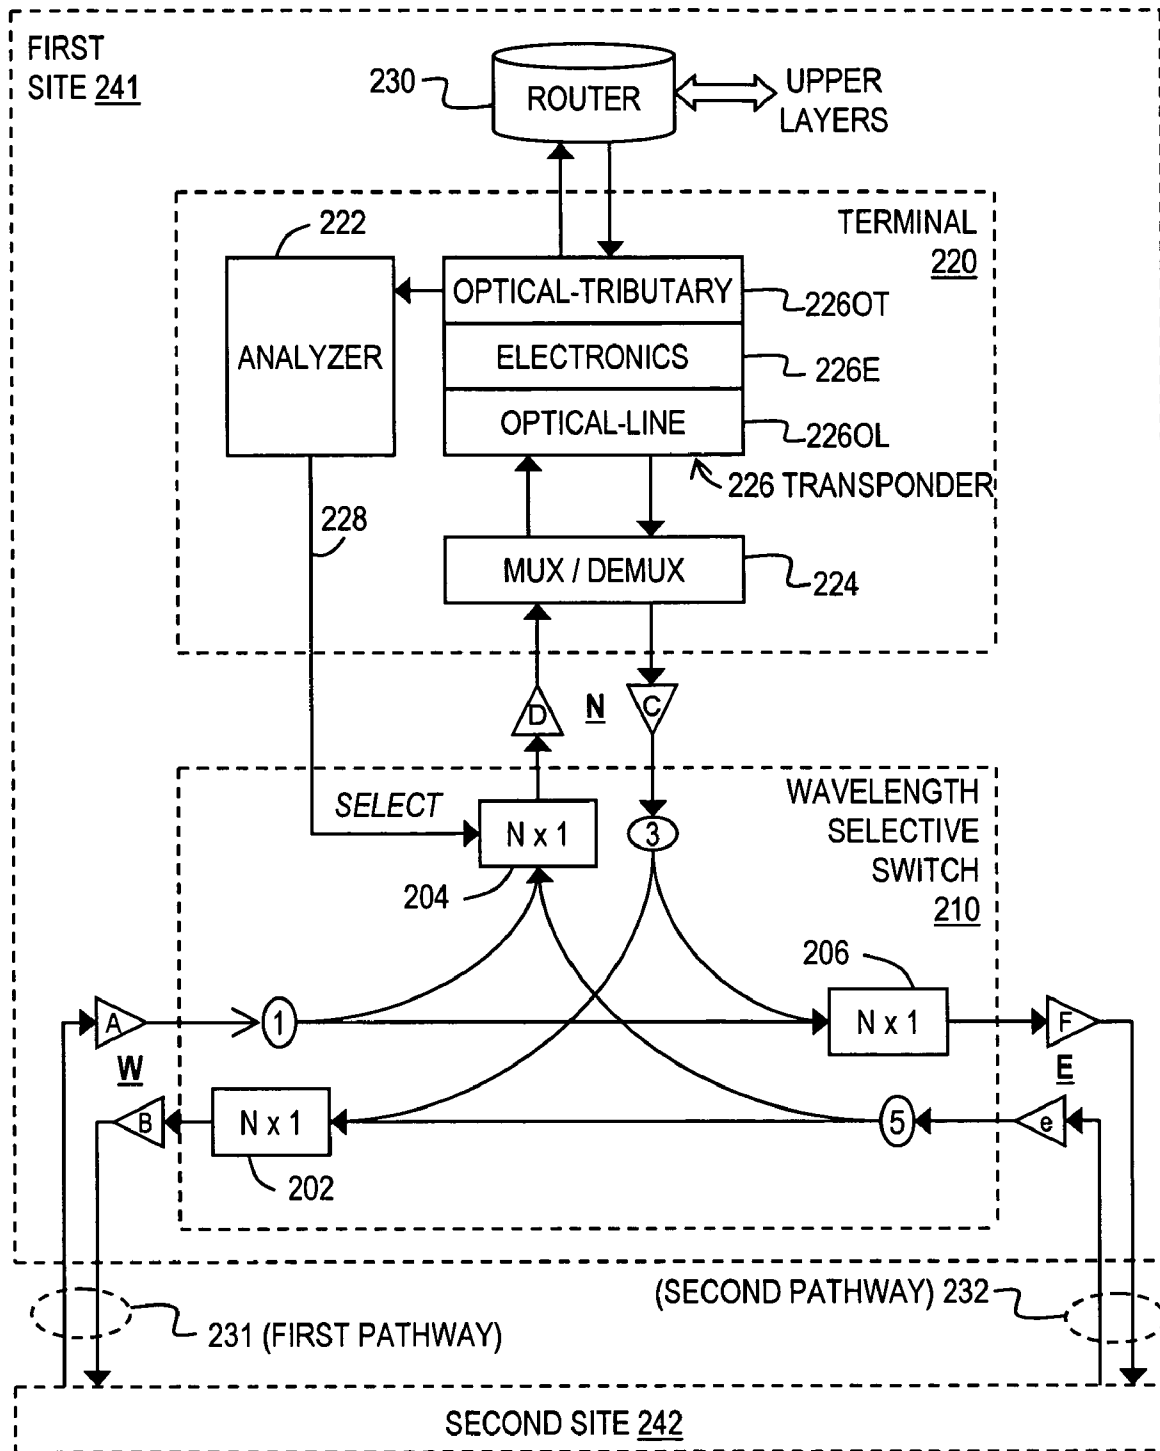 FIRST
SITE 241
230
ROUTER
UPPER
LAYERS
222
TERMINAL
220
OPTICAL-TRIBUTARY
226OT
ANALYZER
ELECTRONICS
226E
OPTICAL-LINE
226OL
226 TRANSPONDER
228
MUX / DEMUX
224
D
N
C
SELECT
N x 1
3
WAVELENGTH
SELECTIVE
SWITCH
210
204
206
A
1
N x 1
F
W
E
B
N x 1
5
e
202
(SECOND PATHWAY) 232
231 (FIRST PATHWAY)
SECOND SITE 242